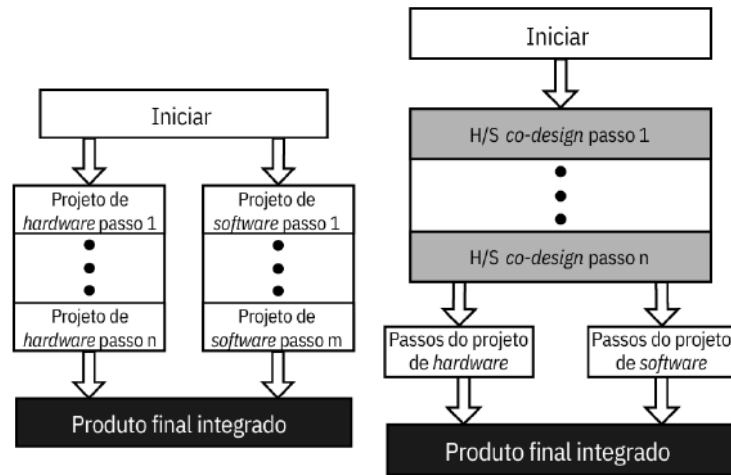 Iniciar
Projeto de
hardware passo 1
Projeto de
hardware passo n
Projeto de
software passo 1
Projeto de
software passo m
Produto final integrado
Iniciar
H/S co-design passo 1
H/S co-design passo n
Passos do projeto
de hardware
Passos do projeto
de software
Produto final integrado